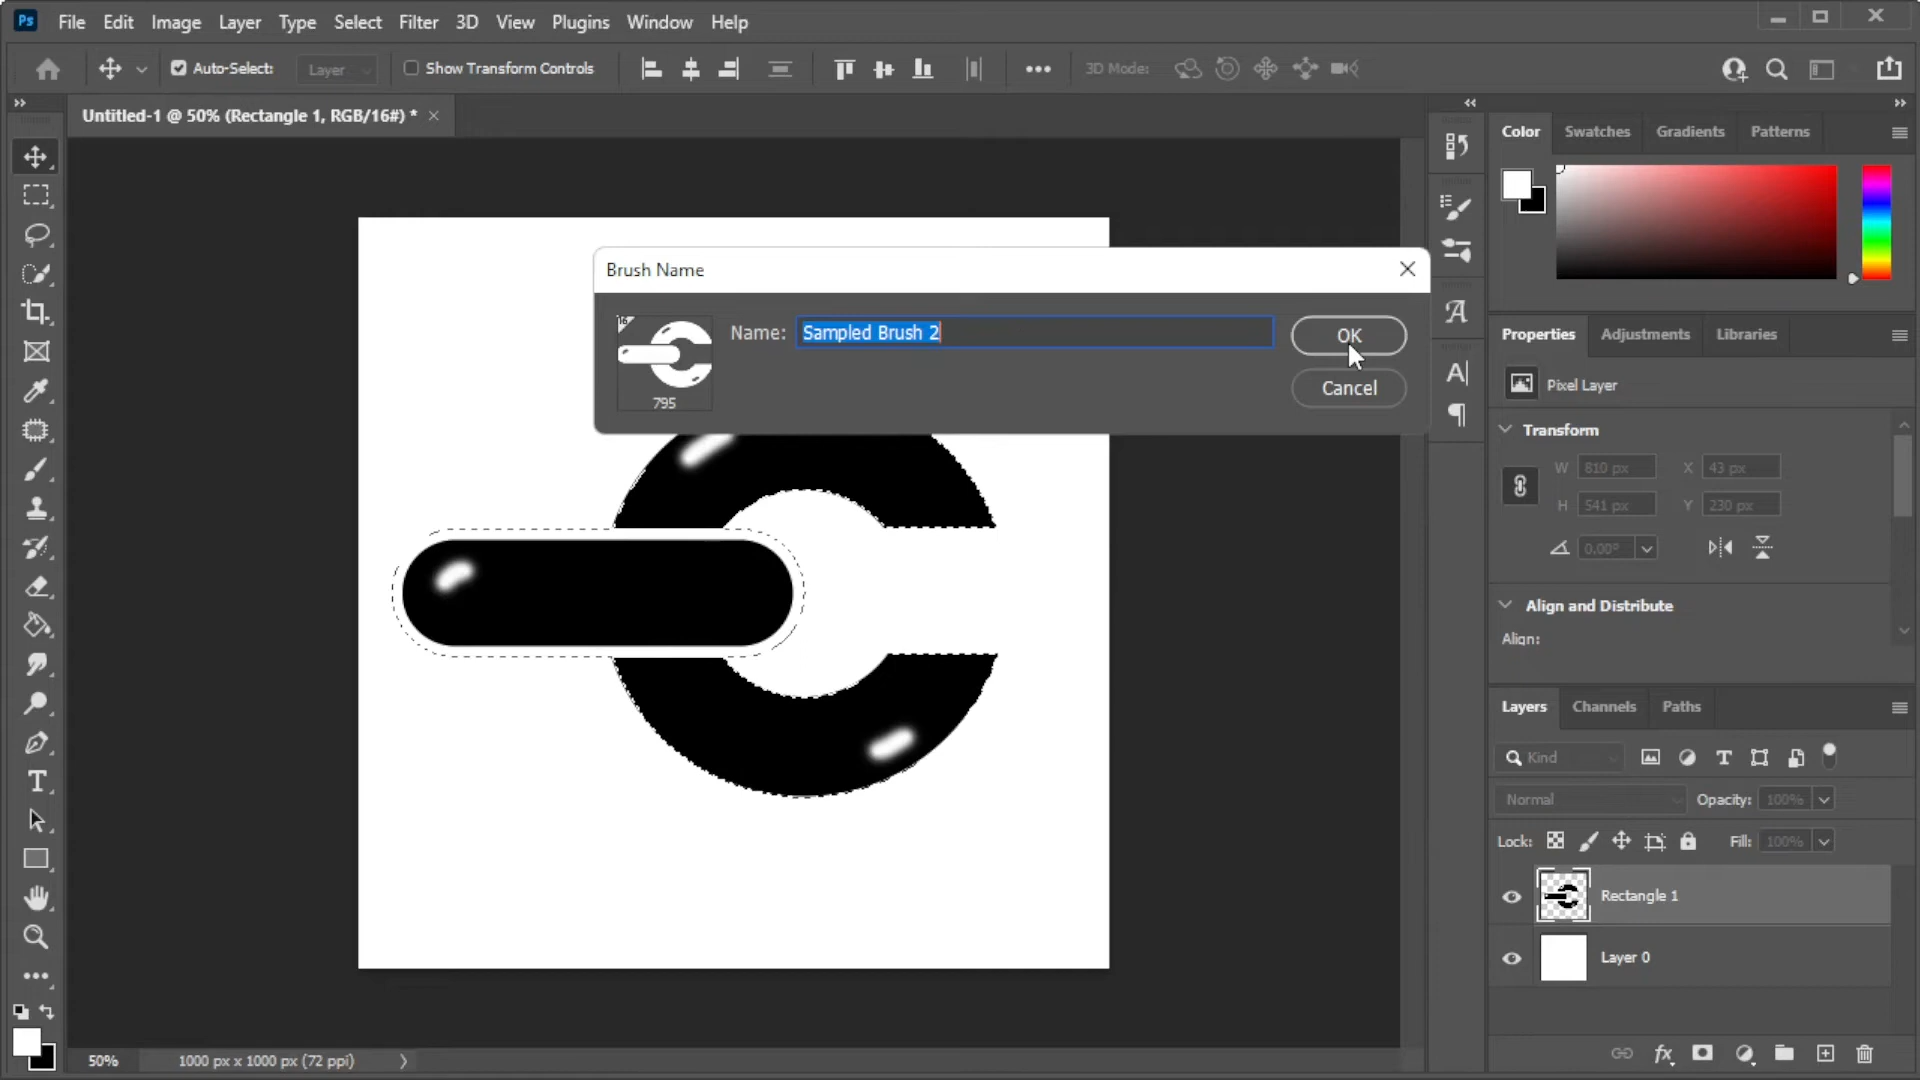 Ps File Edit Image Layer Type Select Filter 3D View Plugins Window Help
Auto-Select: Layer Show Transform Controls 3D Mode:
Untitled-1 @ 50% (Rectangle 1, RGB/16#) *
Color Swatches Gradients Patterns
Brush Name
Name: Sampled Brush 2 OK
Cancel
16
795
Properties Adjustments Libraries
Pixel Layer
Transform
W 810 px X 43 px
H 541 px Y 230 px
0.00°
Align and Distribute
Align:
Layers Channels Paths
Kind
Normal Opacity: 100%
Lock: Fill: 100%
Rectangle 1
Layer 0
50% 1000 px x 1000 px (72 ppi)